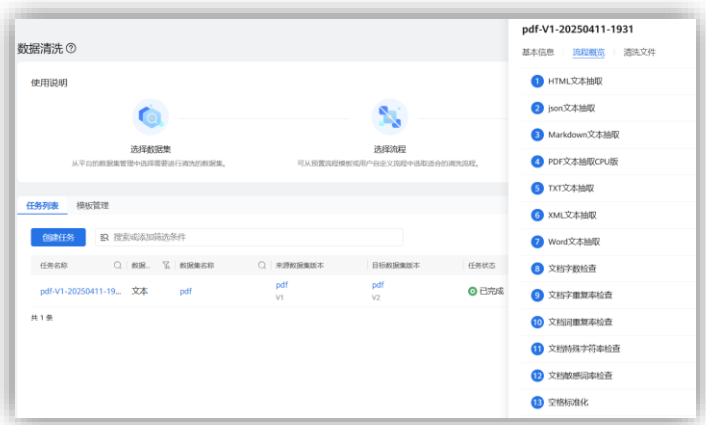 数据清洗
使用说明
选择数据集
从平台的数据集管理中选择需要进行清洗的数据集。
选择流程
可从预置流程模板或用户自定义流程中选取适合的清洗流程。
任务列表 模板管理
创建任务 搜索或添加筛选条件
任务名称 数据... 数据集名称 来源数据集版本 目标数据集版本 任务状态
pdf-V1-20250411-19... 文本 pdf pdf pdf 已完成
V1 V2
共 1 条
pdf-V1-20250411-1931
基本信息 流程概览 清洗文件
1 HTML文本抽取
2 json文本抽取
3 Markdown文本抽取
4 PDF文本抽取CPU版
5 TXT文本抽取
6 XML文本抽取
7 Word文本抽取
8 文档字数检查
9 文档字重复率检查
10 文档词重复率检查
11 文档特殊字符率检查
12 文档敏感词率检查
13 空格标准化